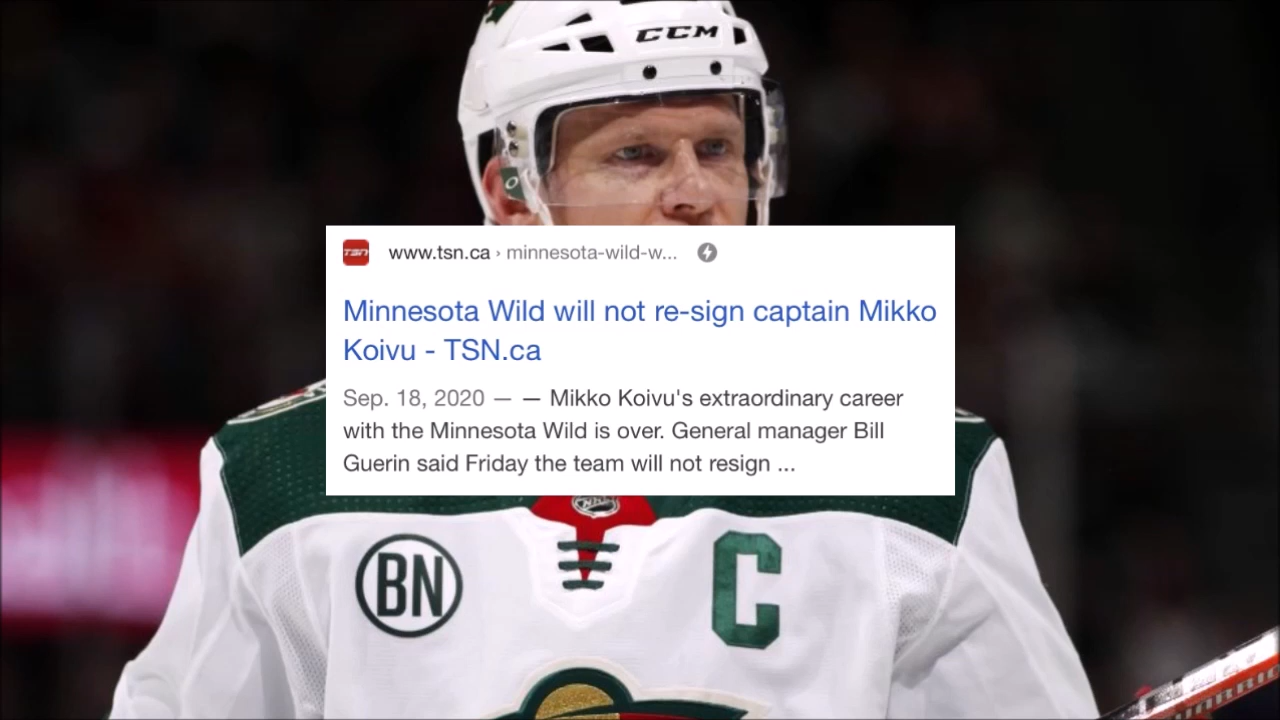 CCM
TSN
www.tsn.ca › minnesota-wild-w...
Minnesota Wild will not re-sign captain Mikko
Koivu - TSN.ca
Sep. 18, 2020 — — Mikko Koivu's extraordinary career
with the Minnesota Wild is over. General manager Bill
Guerin said Friday the team will not resign ...
NHL
BN
C